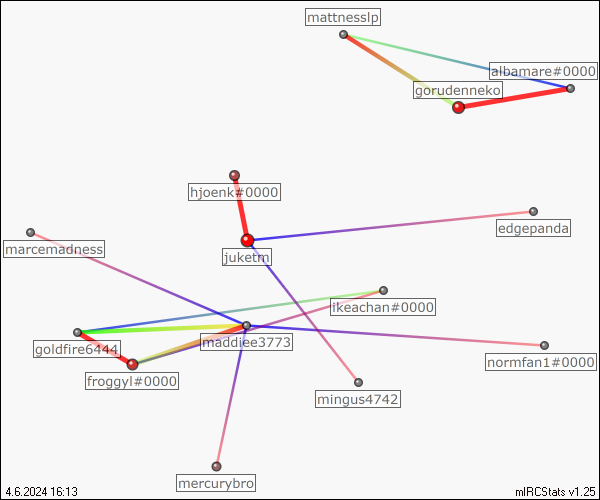 mattnesslp
albamare#0000
gorudenneko
hjoenk#0000
edgepanda
marcemadness
juketm
ikeachan#0000
maddiee3773
goldfire6444
normfan1#0000
froggyl#0000
mingus4742
mercurybro
4.6.2024 16:13
mIRCStats v1.25